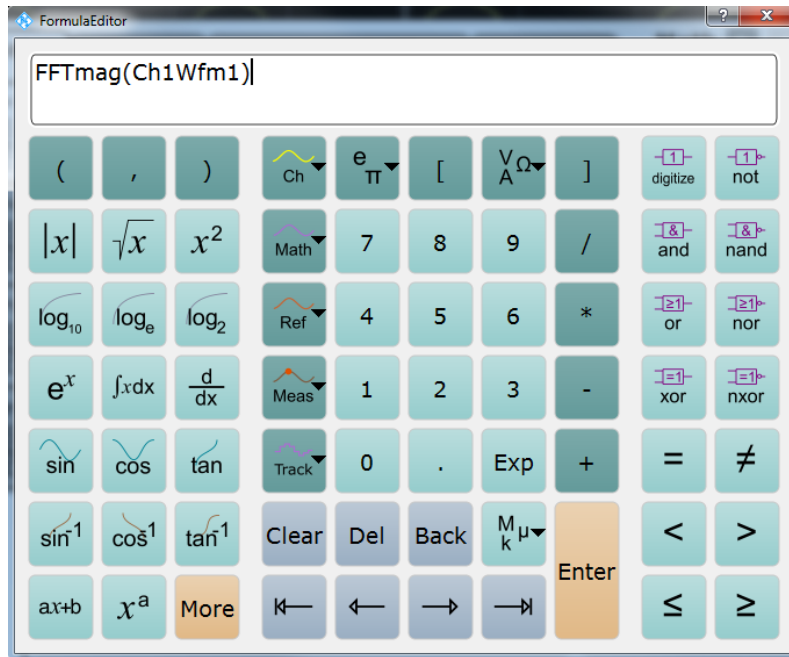 FormulaEditor
? x
FFTmag(Ch1Wfm1)
( , ) Ch e π [ V A Ω ] 1 digitize 1 not
|x| √x x² Math 7 8 9 / & and & nand
log₁₀ logₑ log₂ Ref 4 5 6 * ≥1 or ≥1 nor
eˣ ∫xdx d/dx Meas 1 2 3 - =1 xor =1 nxor
sin cos tan Track 0 . Exp + = ≠
sin⁻¹ cos⁻¹ tan⁻¹ Clear Del Back M k μ Enter < >
ax+b xᵃ More ≤ ≥